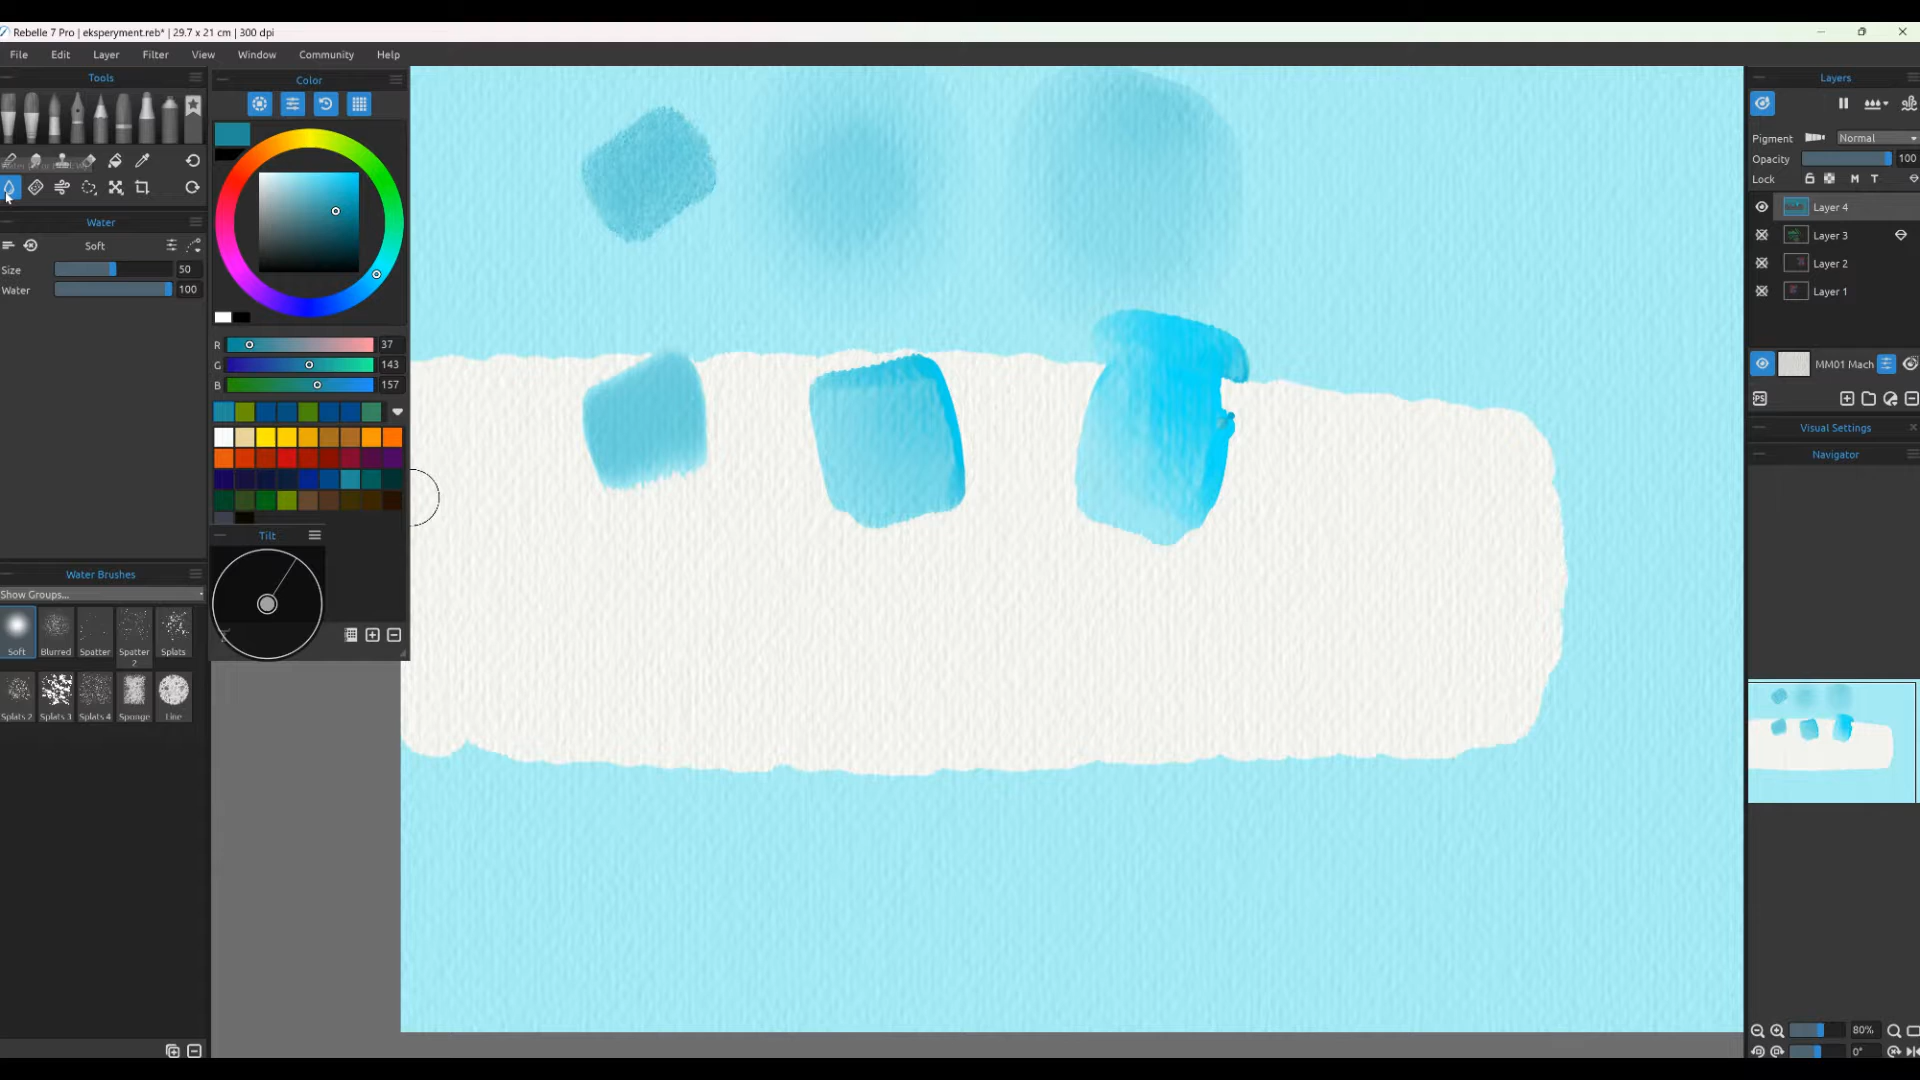 Rebelle 7 Pro | eksperyment.reb* | 29.7 x 21 cm | 300 dpi
File Edit Layer Filter View Window Community Help
Tools
Color
Layers
Pigment Normal
Opacity 100
Lock M T
Water
Soft
Size 50
Water 100
Layer 4
Layer 3
Layer 2
Layer 1
R 37
G 143
B 157
MM01 Mach
PS
Visual Settings
Navigator
Tilt
Water Brushes
Show Groups...
Soft Blurred Spatter Spatter 2 Splats
Splats 2 Splats 3 Splats 4 Sponge Line
80%
0°